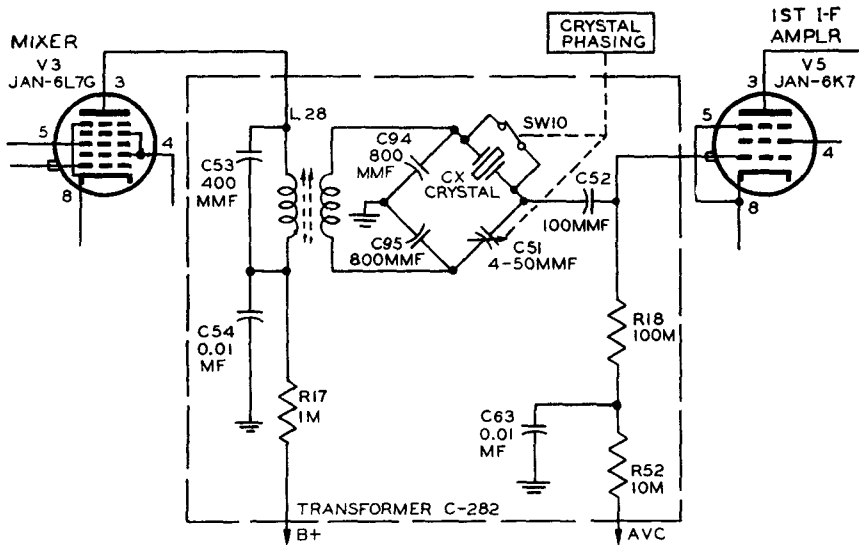 MIXER
V3
JAN-6L7G
3
5
4
8
CRYSTAL
PHASING
1ST I-F
AMPLR
V5
JAN-6K7
3
5
4
8
L28
C53
400
MMF
C94
800
MMF
SW10
CX
CRYSTAL
C52
100MMF
C95
800MMF
C51
4-50MMF
C54
0.01
MF
R17
1M
R18
100M
C63
0.01
MF
R52
10M
TRANSFORMER C-282
B+
AVC